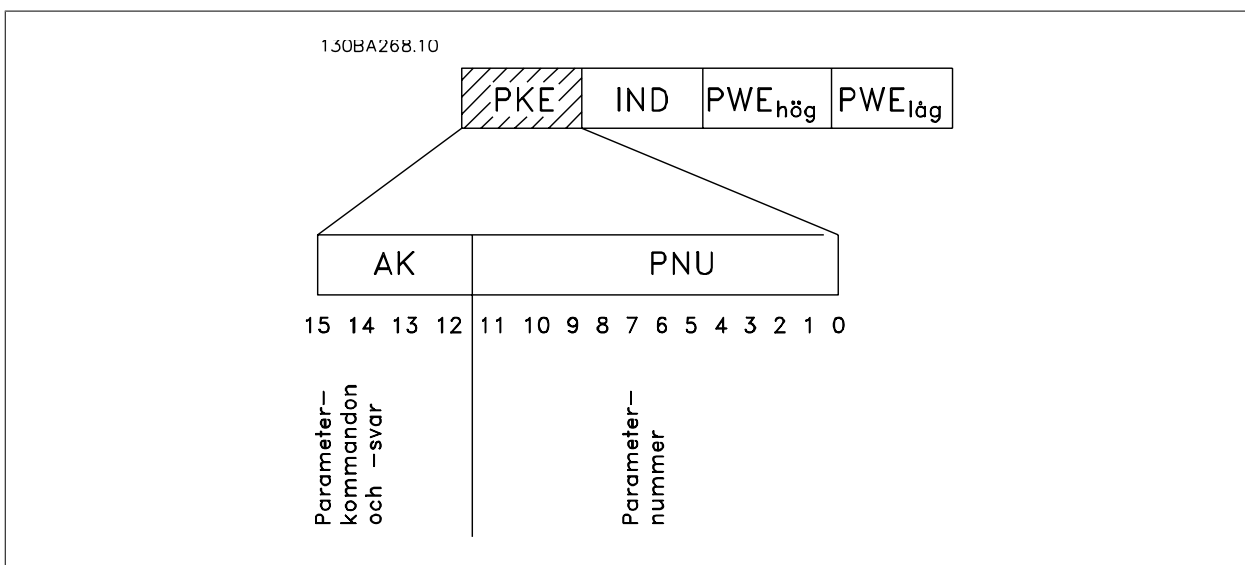 130BA268.10
PKE IND PWEhög PWElåg
AK PNU
15 14 13 12 11 10 9 8 7 6 5 4 3 2 1 0
Parameter-
kommandon
och -svar
Parameter-
nummer